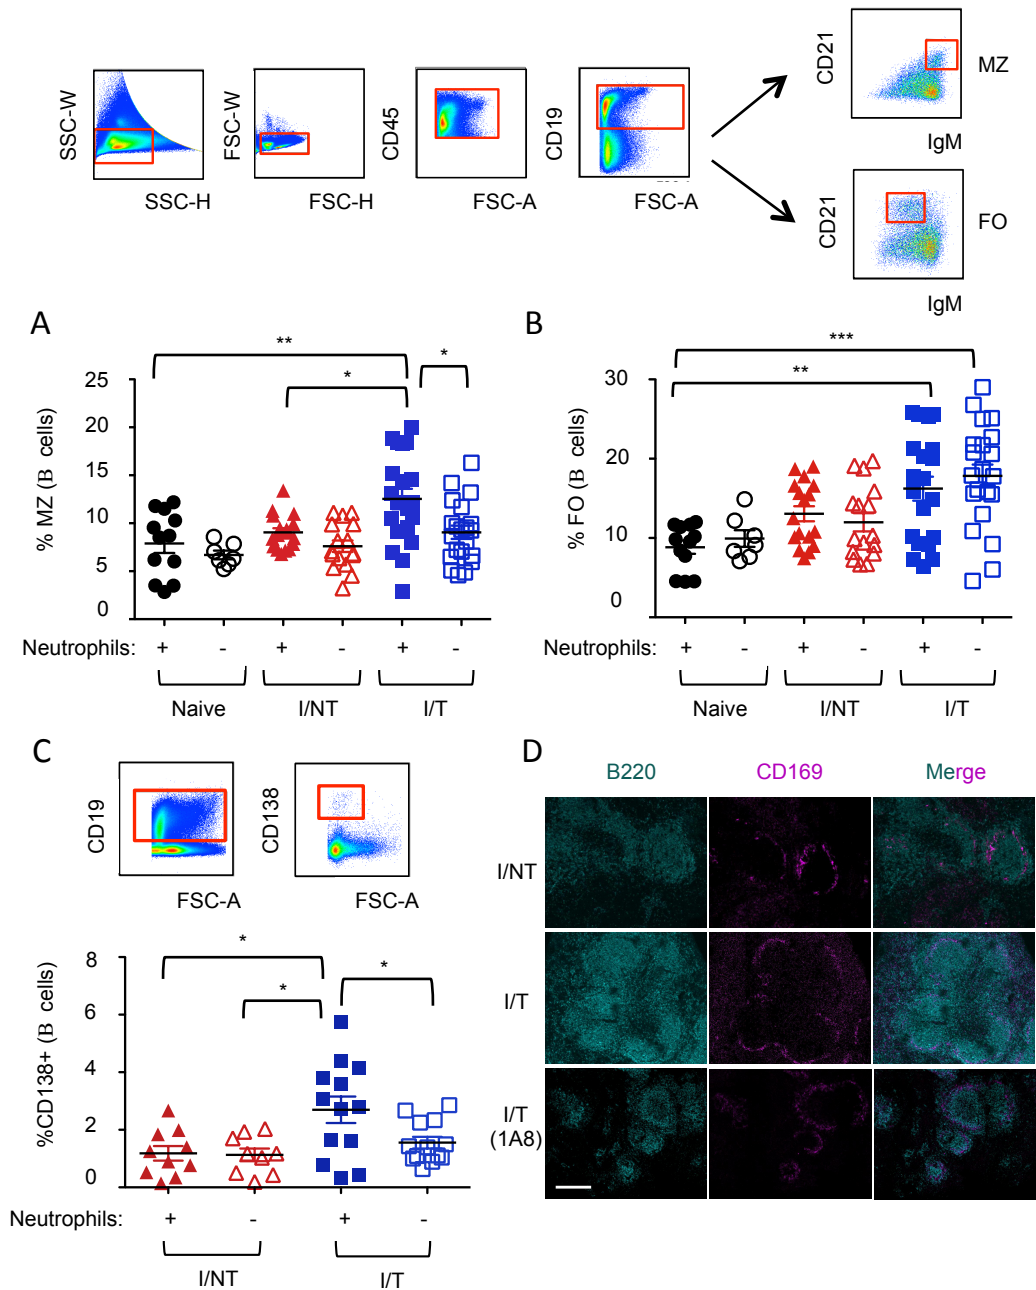 SSC-W
SSC-H
FSC-W
FSC-H
CD45
FSC-A
CD19
FSC-A
CD21
IgM
MZ
CD21
IgM
FO
A
% MZ (B cells)
25
20
15
10
5
0
** * *
Neutrophils: + - + - + -
Naive I/NT I/T
B
% FO (B cells)
30
20
10
0
*** **
+ - + - + -
Naive I/NT I/T
C
CD19
FSC-A
CD138
FSC-A
%CD138+ (B cells)
8
6
4
2
0
* * *
Neutrophils: + - + -
I/NT I/T
D
B220 CD169 Merge
I/NT
I/T
I/T
(1A8)